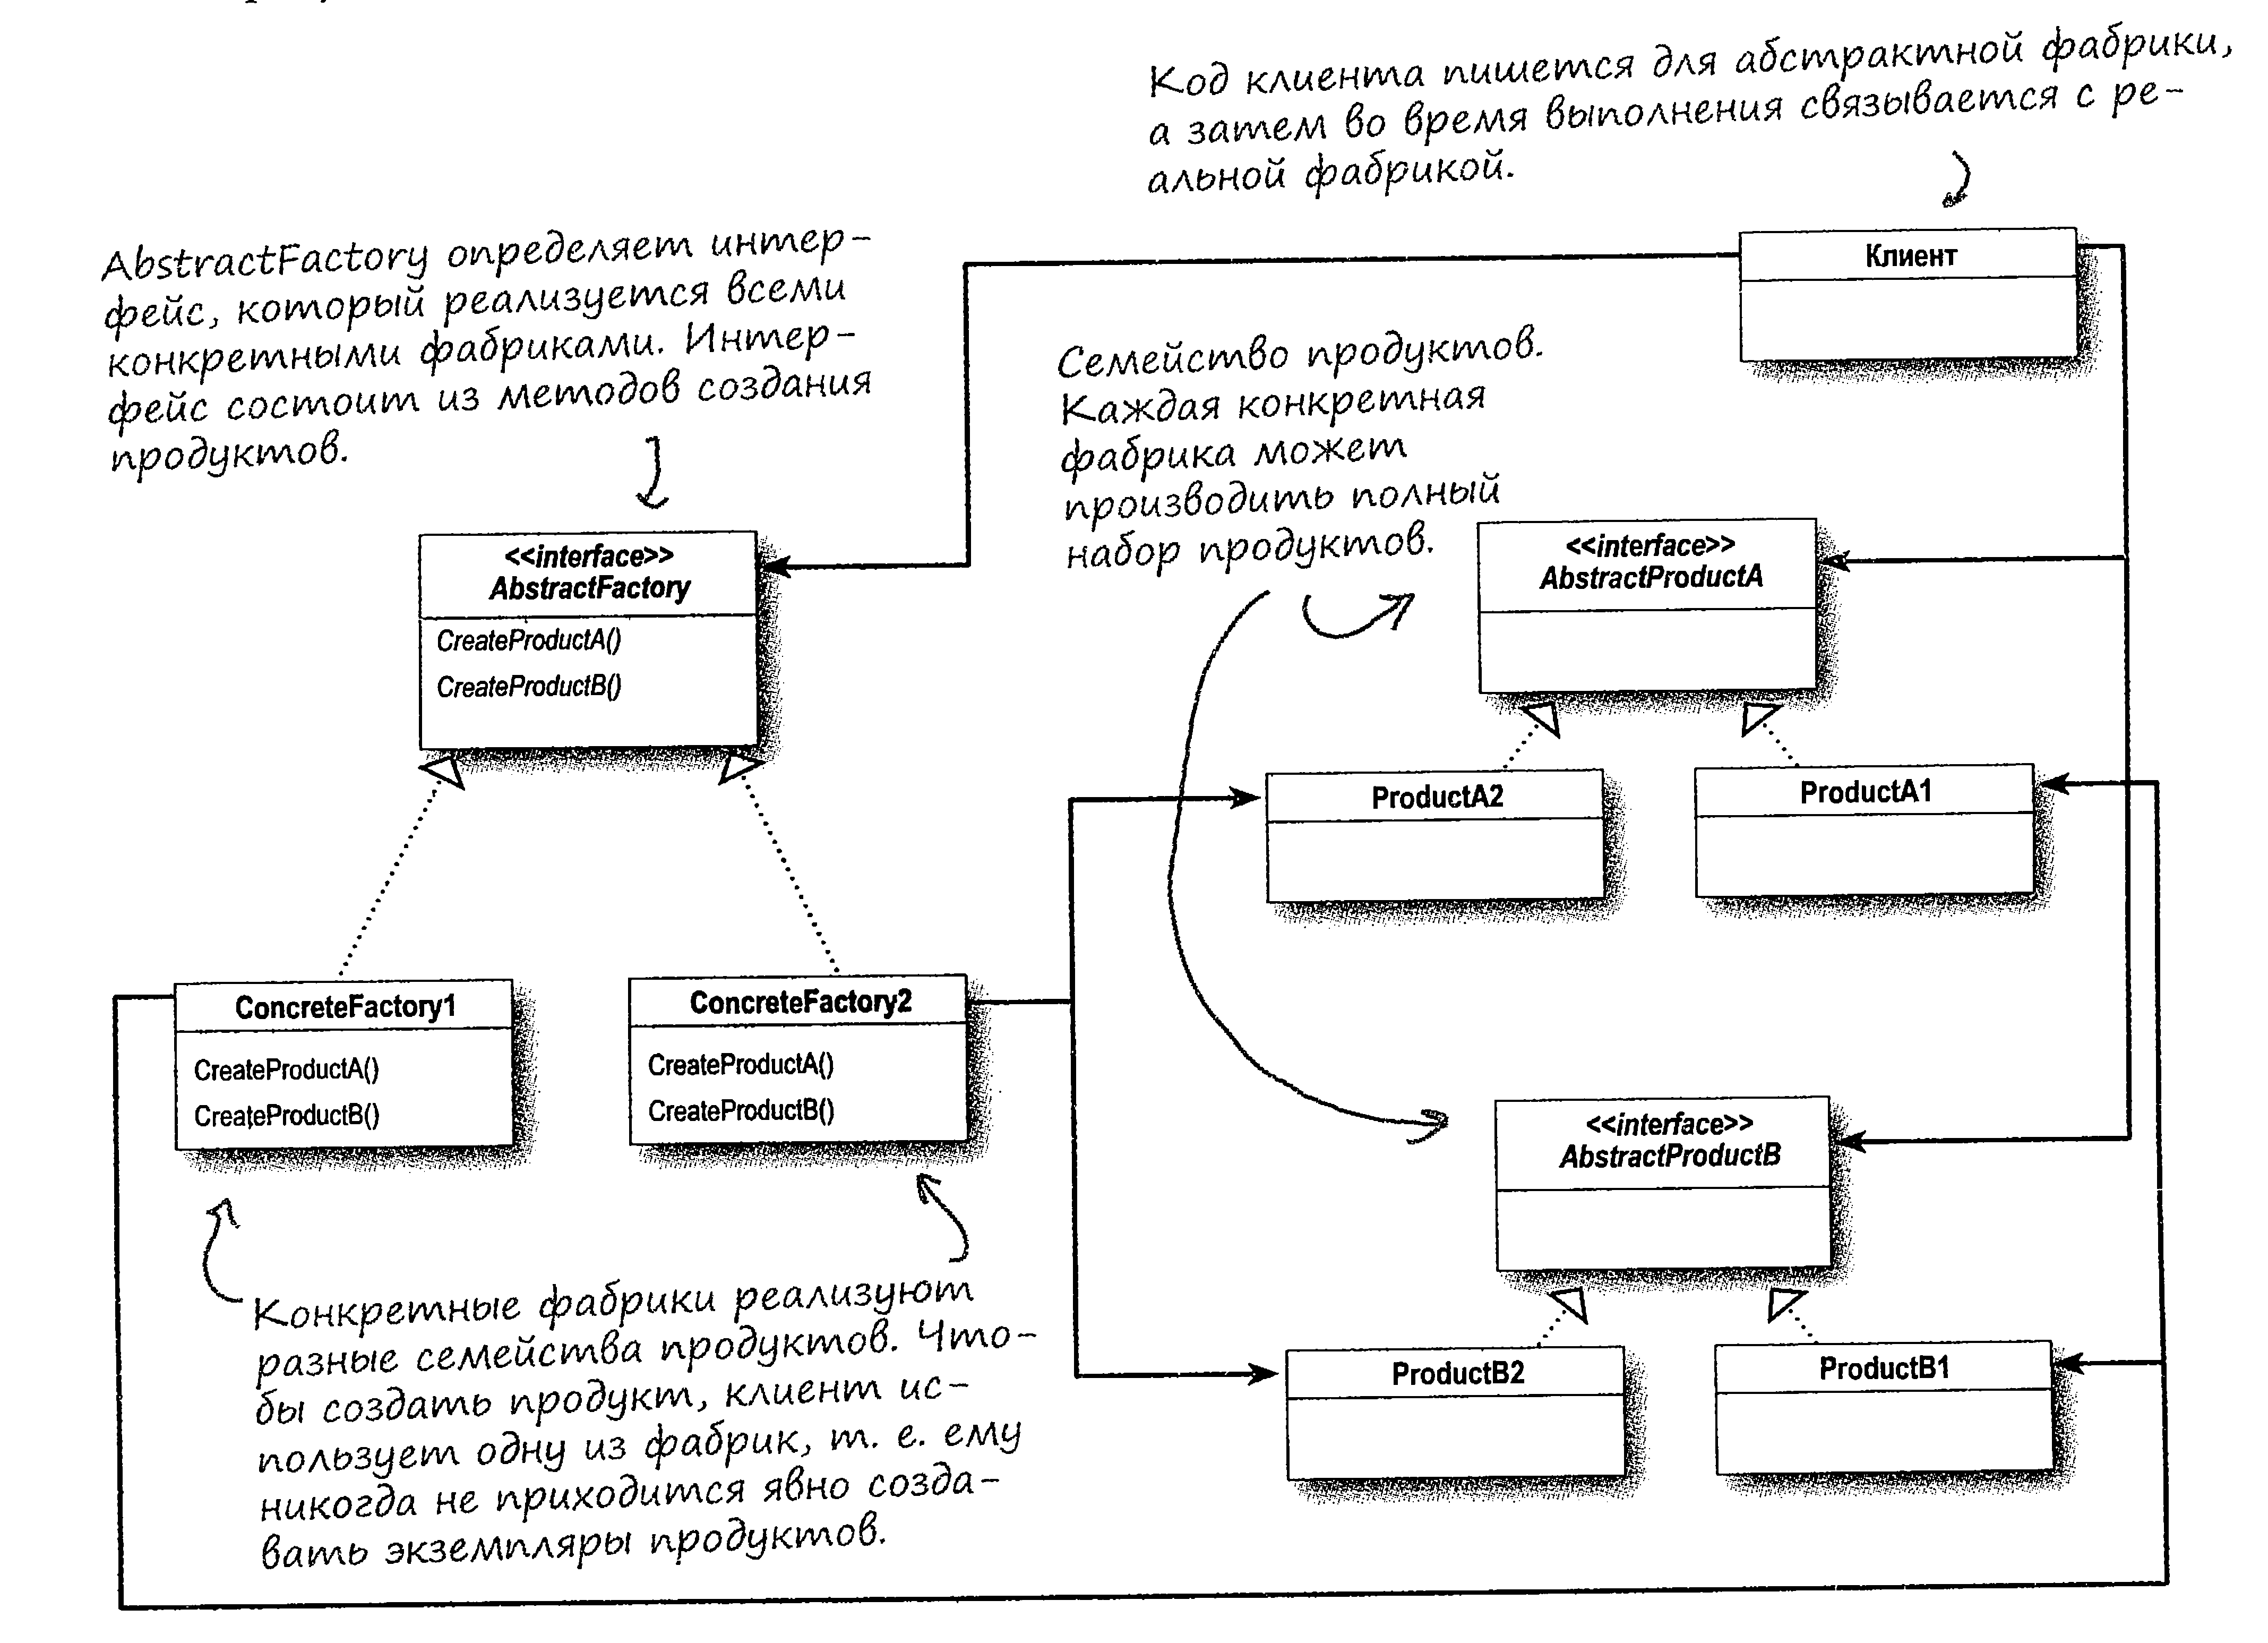 Код клиента пишется для абстрактной фабрики,
а затем во время выполнения связывается с ре-
альной фабрикой.
AbstractFactory определяет интер-
фейс, который реализуется всеми
конкретными фабриками. Интер-
фейс состоит из методов создания
продуктов.
Клиент
Семейство продуктов.
Каждая конкретная
фабрика может
производить полный
набор продуктов.
<<interface>>
AbstractFactory
CreateProductA()
CreateProductB()
<<interface>>
AbstractProductA
ProductA2
ProductA1
ConcreteFactory1
CreateProductA()
CreateProductB()
ConcreteFactory2
CreateProductA()
CreateProductB()
<<interface>>
AbstractProductB
ProductB2
ProductB1
Конкретные фабрики реализуют
разные семейства продуктов. Что-
бы создать продукт, клиент ис-
пользует одну из фабрик, т. е. ему
никогда не приходится явно созда-
вать экземпляры продуктов.